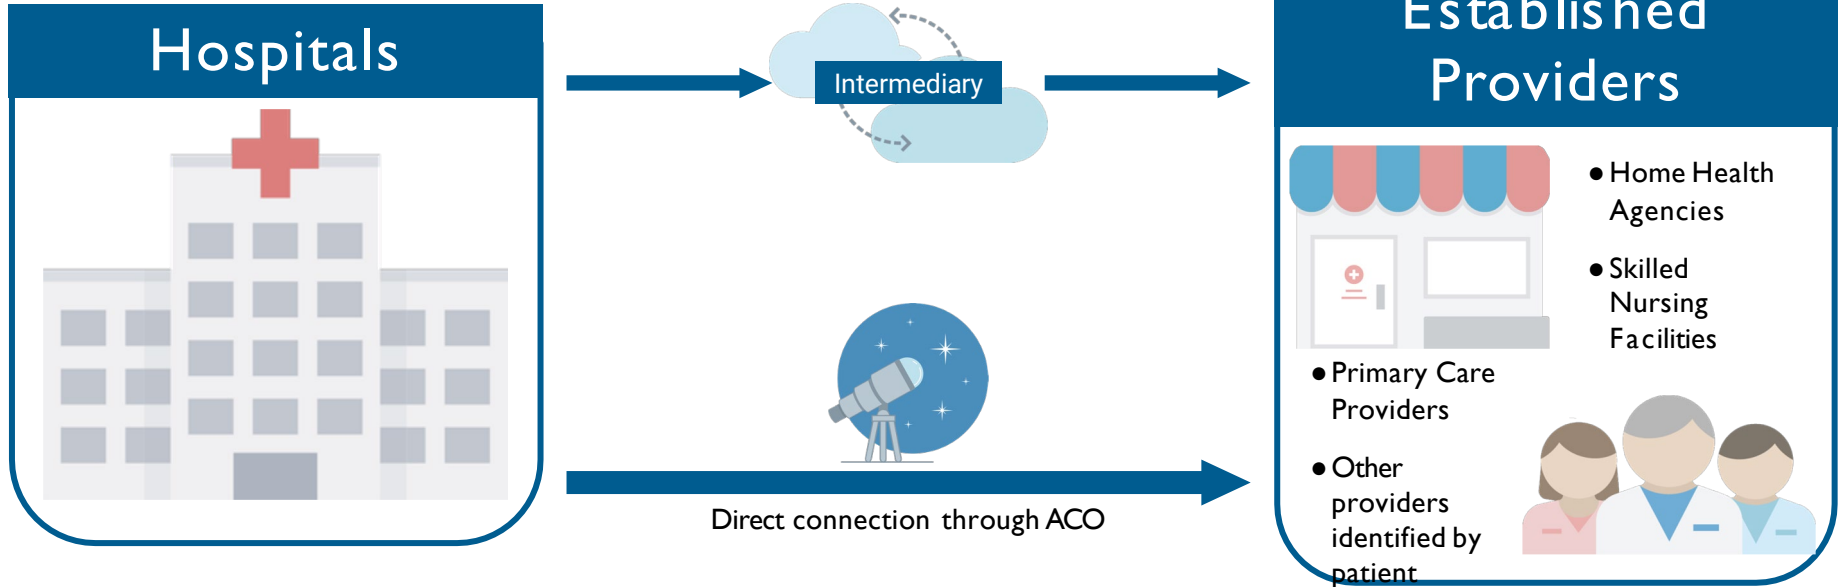 Hospitals
Intermediary
Direct connection through ACO
Established
Providers
● Home Health
Agencies
● Skilled
Nursing
Facilities
● Primary Care
Providers
● Other
providers
identified by
patient